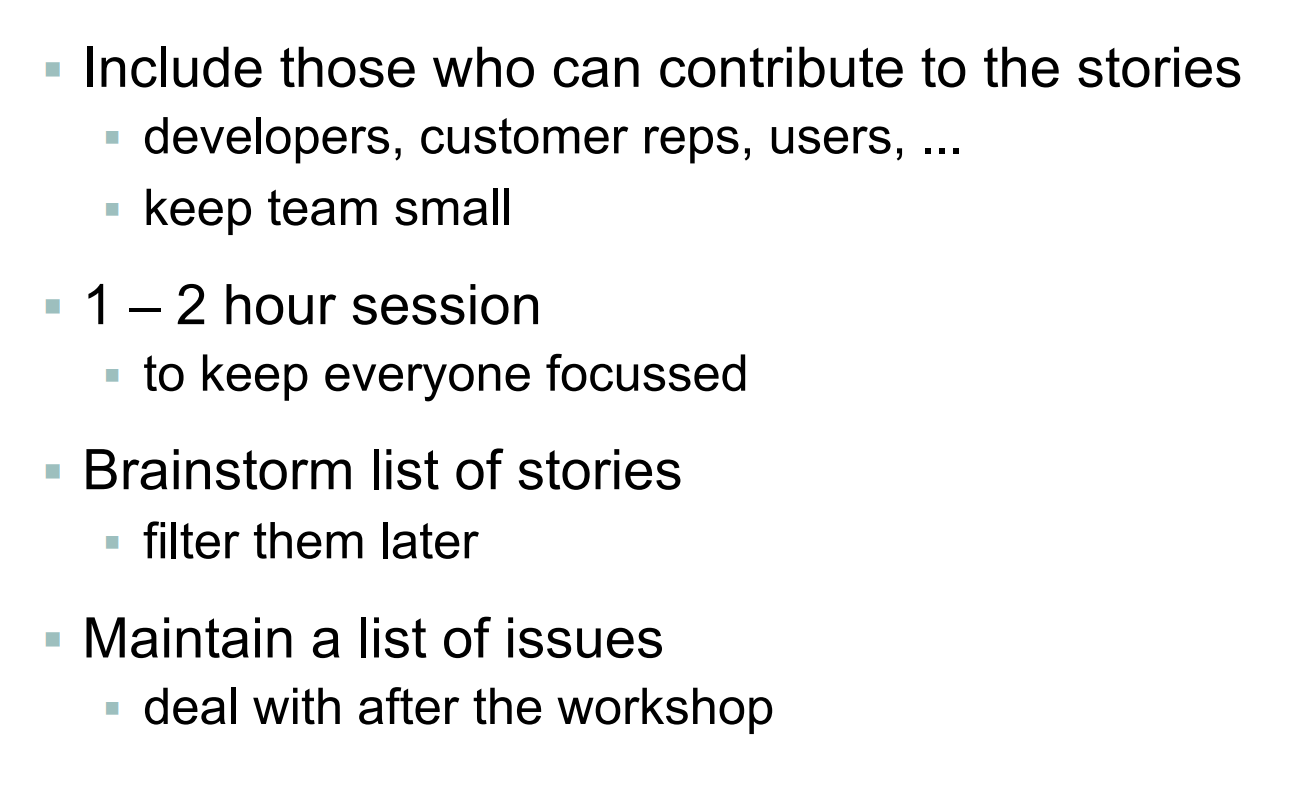 ▪ Include those who can contribute to the stories
▪ developers, customer reps, users, ...
▪ keep team small
▪ 1 – 2 hour session
▪ to keep everyone focussed
▪ Brainstorm list of stories
▪ filter them later
▪ Maintain a list of issues
▪ deal with after the workshop